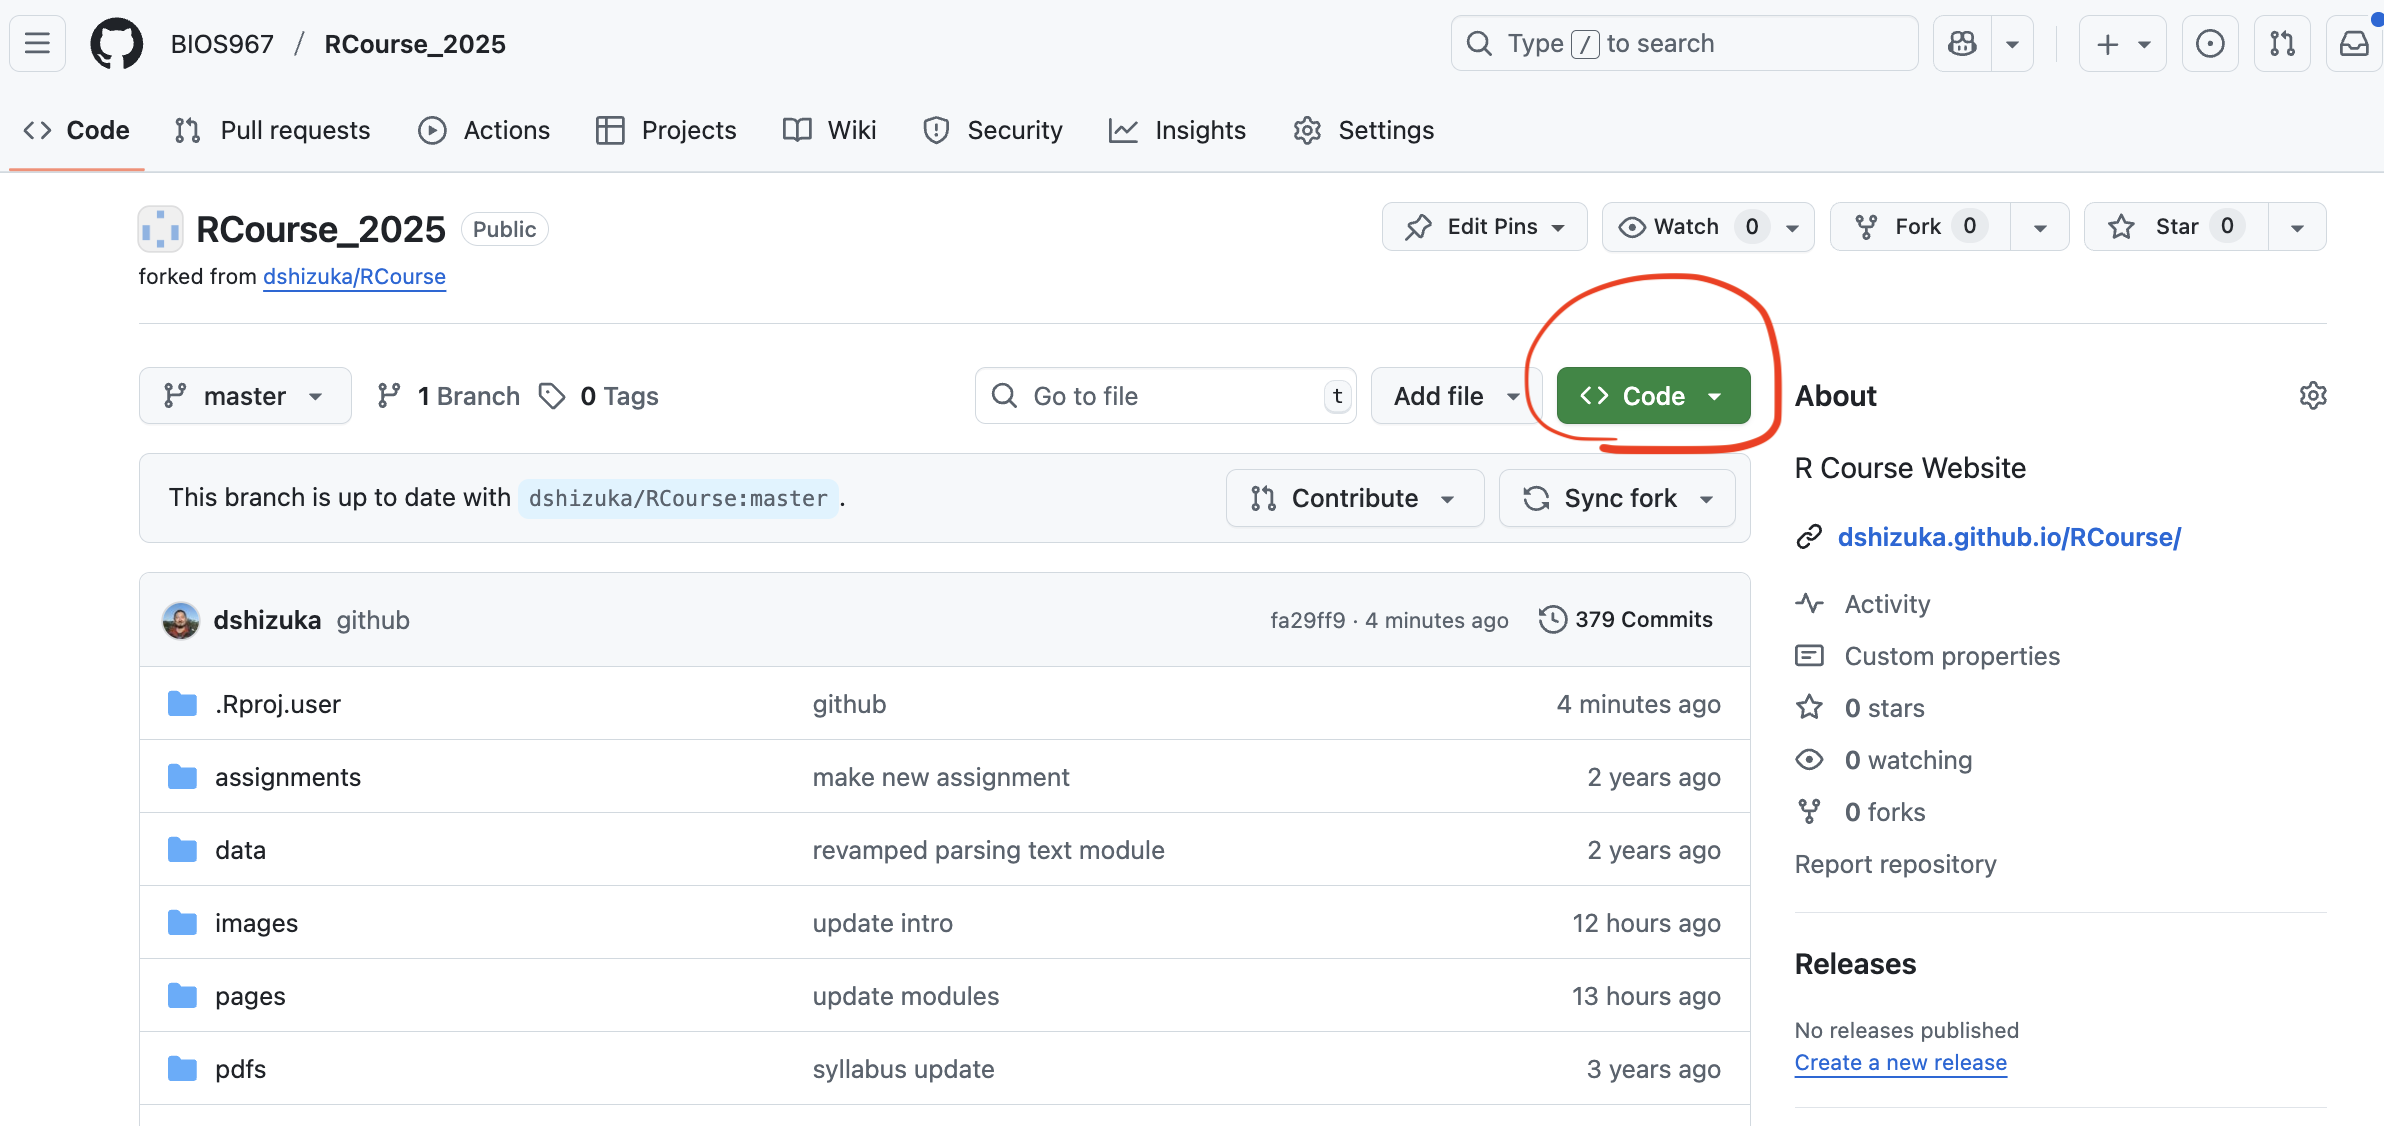 BIOS967 / RCourse_2025
Type / to search
Code
Pull requests
Actions
Projects
Wiki
Security
Insights
Settings
RCourse_2025 Public
Edit Pins
Watch 0
Fork 0
Star 0
forked from dshizuka/RCourse
master
1 Branch
0 Tags
Go to file t
Add file
Code
This branch is up to date with dshizuka/RCourse:master.
Contribute
Sync fork
dshizuka github fa29ff9 · 4 minutes ago 379 Commits
.Rproj.user github 4 minutes ago
assignments make new assignment 2 years ago
data revamped parsing text module 2 years ago
images update intro 12 hours ago
pages update modules 13 hours ago
pdfs syllabus update 3 years ago
About
R Course Website
dshizuka.github.io/RCourse/
Activity
Custom properties
0 stars
0 watching
0 forks
Report repository
Releases
No releases published
Create a new release